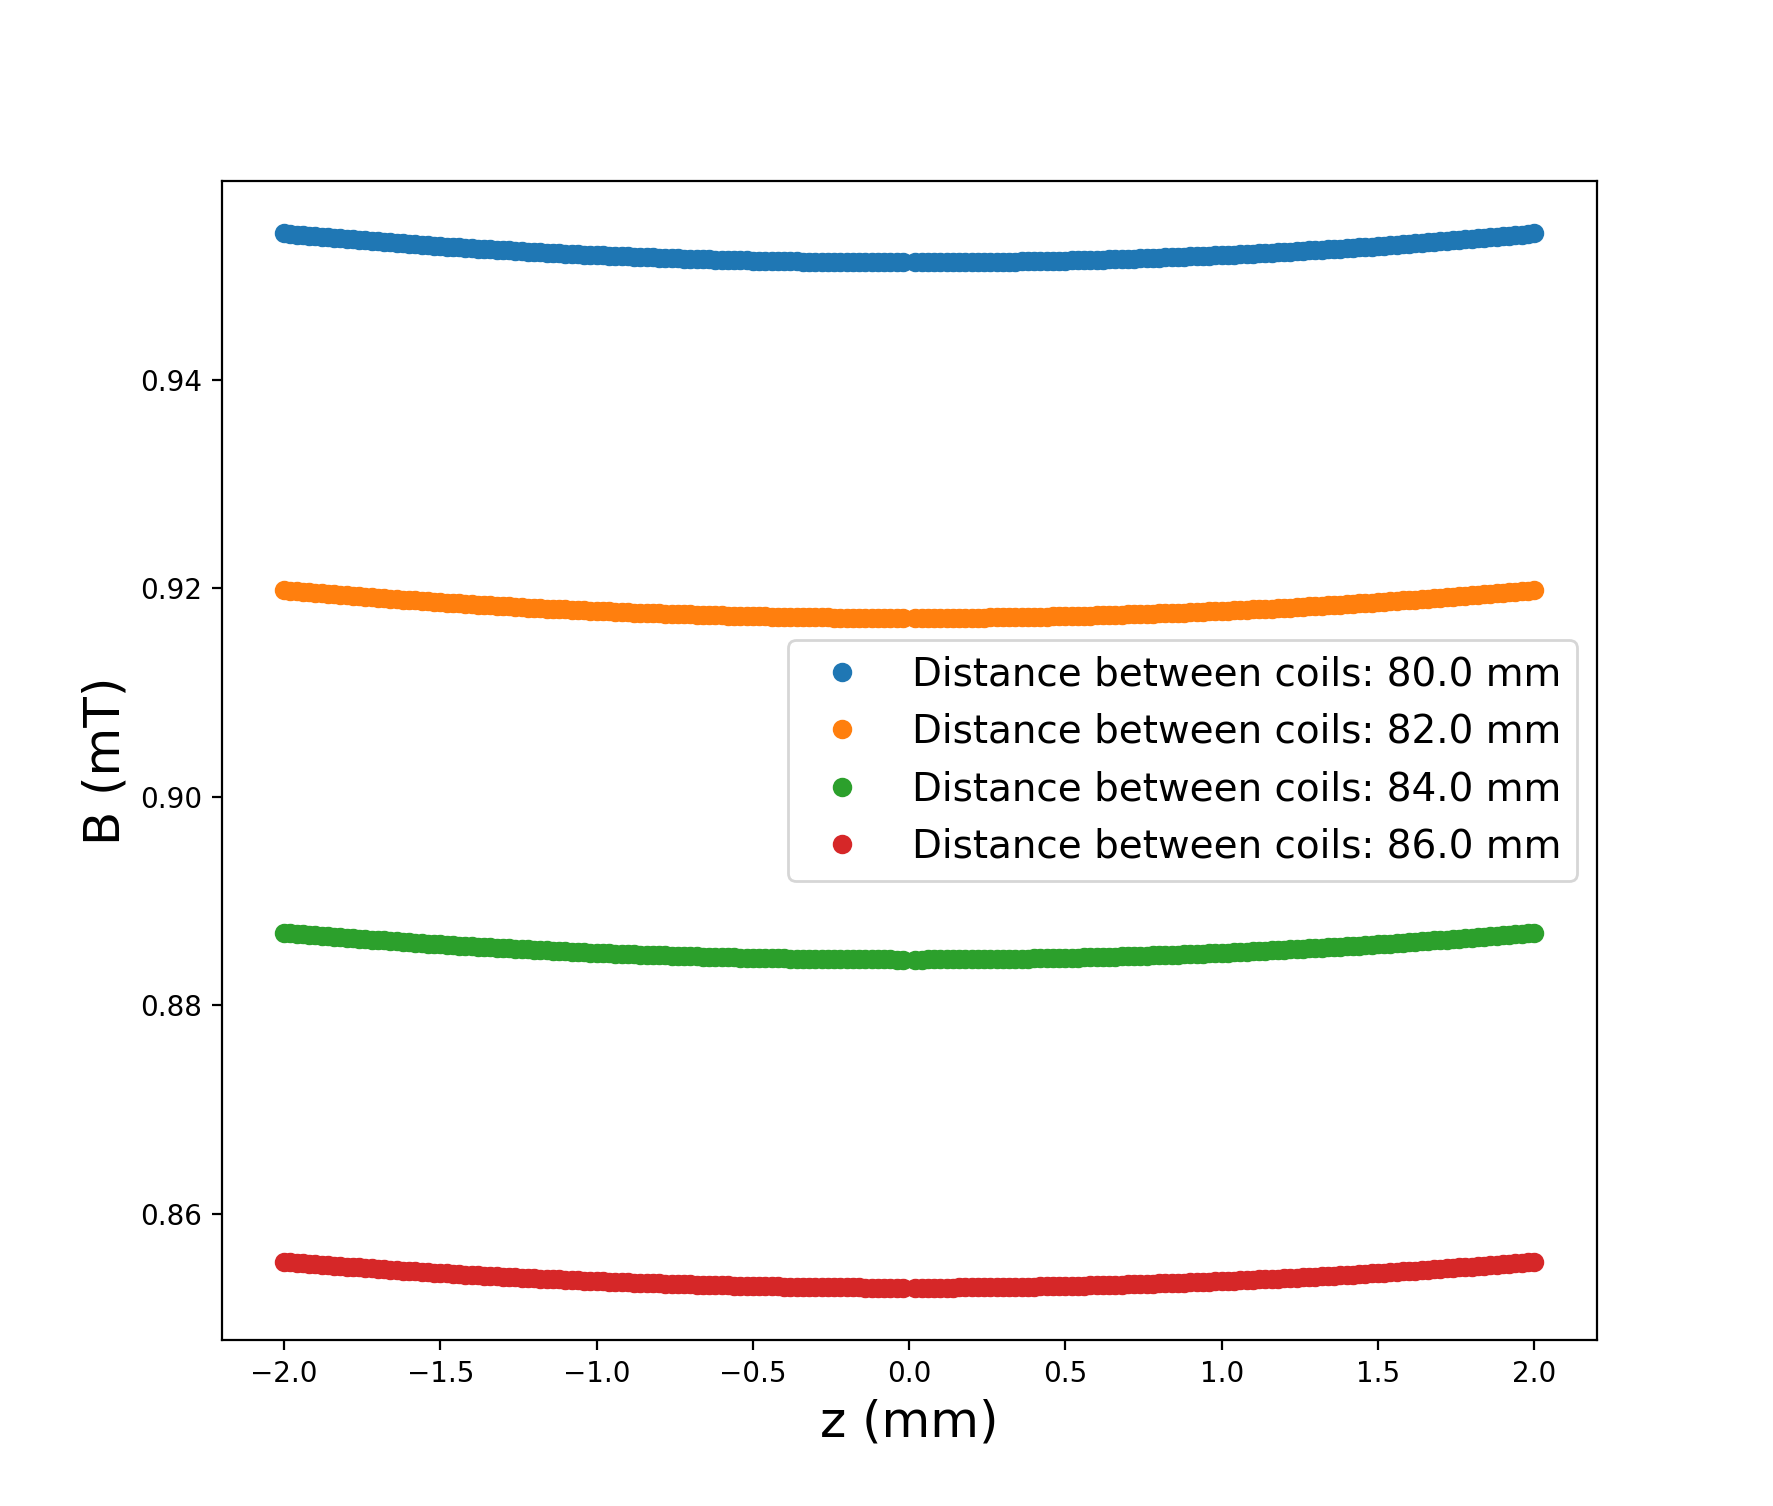 0.94
0.92
0.90
0.88
0.86
B (mT)
Distance between coils: 80.0 mm
Distance between coils: 82.0 mm
Distance between coils: 84.0 mm
Distance between coils: 86.0 mm
−2.0 −1.5 −1.0 −0.5 0.0 0.5 1.0 1.5 2.0
z (mm)